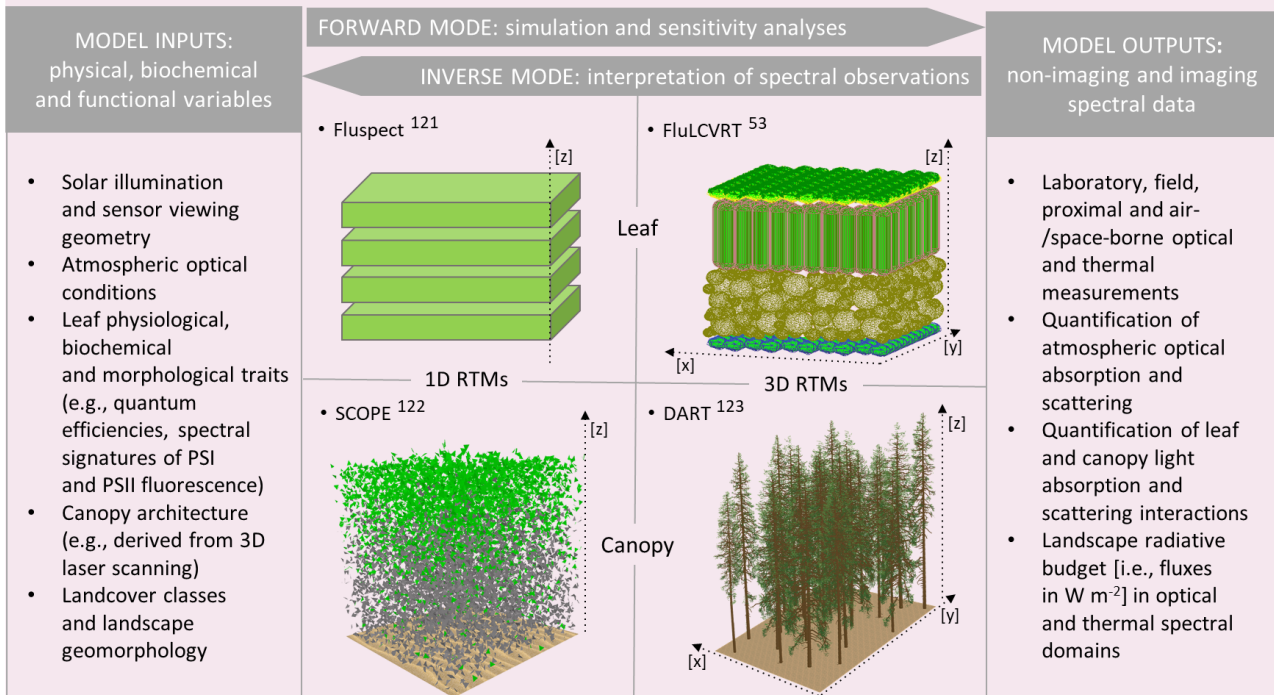 MODEL INPUTS:
physical, biochemical
and functional variables
FORWARD MODE: simulation and sensitivity analyses
INVERSE MODE: interpretation of spectral observations
MODEL OUTPUTS:
non-imaging and imaging
spectral data
• Solar illumination
and sensor viewing
geometry
• Atmospheric optical
conditions
• Leaf physiological,
biochemical
and morphological traits
(e.g., quantum
efficiencies, spectral
signatures of PSI
and PSII fluorescence)
• Canopy architecture
(e.g., derived from 3D
laser scanning)
• Landcover classes
and landscape
geomorphology
• Fluspect 121
[z]
Leaf
• FluLCVRT 53
[z]
[y]
[x]
1D RTMs
3D RTMs
• SCOPE 122
[z]
Canopy
• DART 123
[z]
[y]
[x]
• Laboratory, field,
proximal and air-
/space-borne optical
and thermal
measurements
• Quantification of
atmospheric optical
absorption and
scattering
• Quantification of leaf
and canopy light
absorption and
scattering interactions
• Landscape radiative
budget [i.e., fluxes
in W m-2] in optical
and thermal spectral
domains